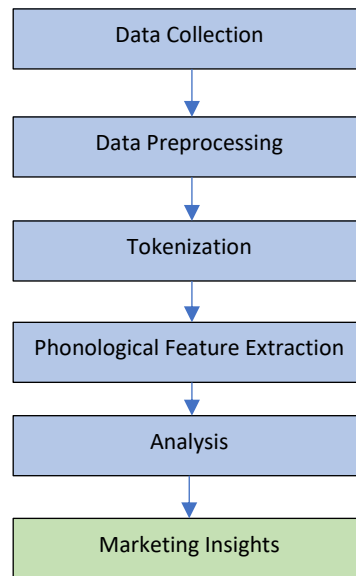 Data Collection
Data Preprocessing
Tokenization
Phonological Feature Extraction
Analysis
Marketing Insights